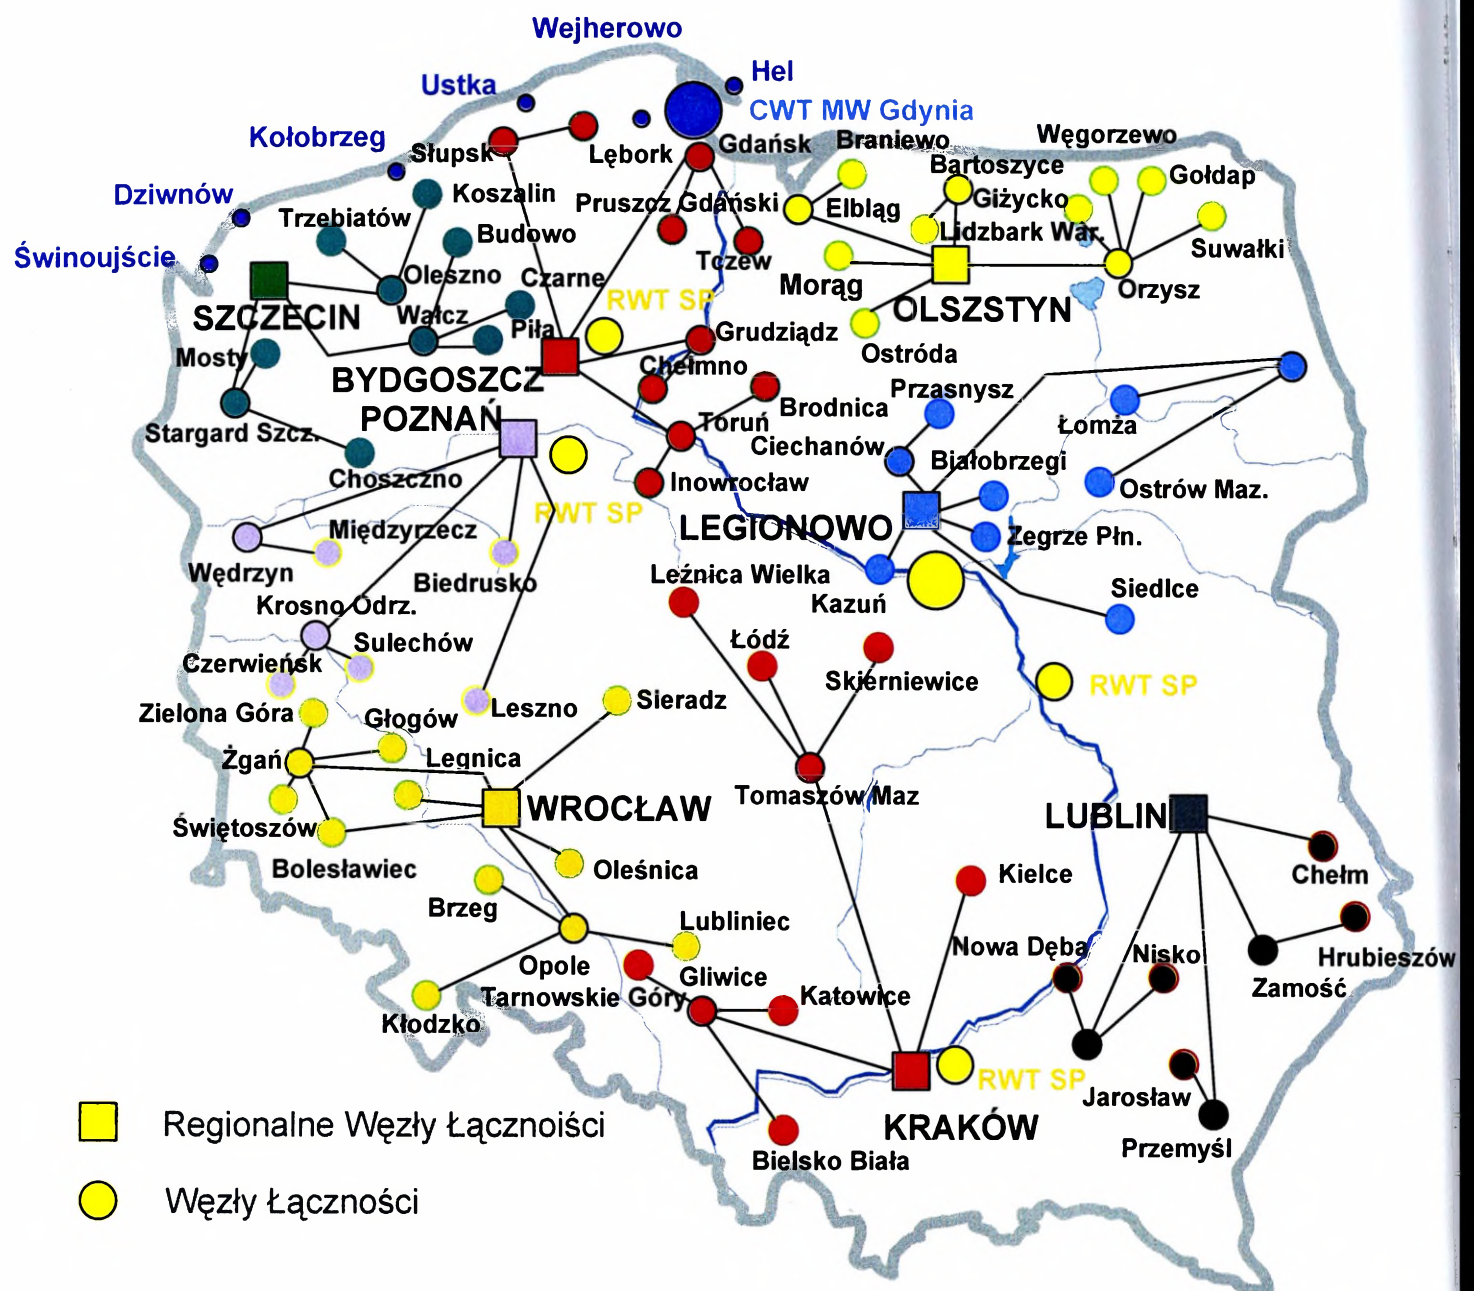 Wejherowo
Hel
Ustka
CWT MW Gdynia
Kołobrzeg
Słupsk
Lębork
Gdańsk
Braniewo
Węgorzewo
Bartoszyce
Gołdap
Dziwnów
Koszalin
Pruszcz Gdański
Elbląg
Giżycko
Trzebiatów
Budowo
Lidzbark War.
Suwałki
Świnoujście
Oleszno
Czarne
Tczew
Morąg
Orzysz
SZCZECIN
Wałcz
Piła
RWT SP
OLSZSTYN
Grudziądz
Mosty
Chełmno
Ostróda
BYDGOSZCZ
Przasnysz
POZNAŃ
Toruń
Brodnica
Łomża
Stargard Szcz.
Ciechanów
Białobrzegi
Choszczno
Inowrocław
Ostrów Maz.
RWT SP
Międzyrzecz
LEGIONOWO
Zegrze Płn.
Wędrzyn
Biedrusko
Leźnica Wielka
Kazuń
Siedlce
Krosno Odrz.
Sulechów
Łódź
Czerwieńsk
Skierniewice
RWT SP
Zielona Góra
Głogów
Leszno
Sieradz
Żgań
Legnica
Tomaszów Maz
WROCŁAW
LUBLIN
Świętoszów
Bolesławiec
Oleśnica
Kielce
Chełm
Brzeg
Lubliniec
Nowa Dęba
Nisko
Hrubieszów
Opole
Gliwice
Zamość
Tarnowskie Góry
Katowice
Kłodzko
RWT SP
Jarosław
KRAKÓW
Przemyśl
Bielsko Biała
Regionalne Węzły Łącznoiści
Węzły Łączności